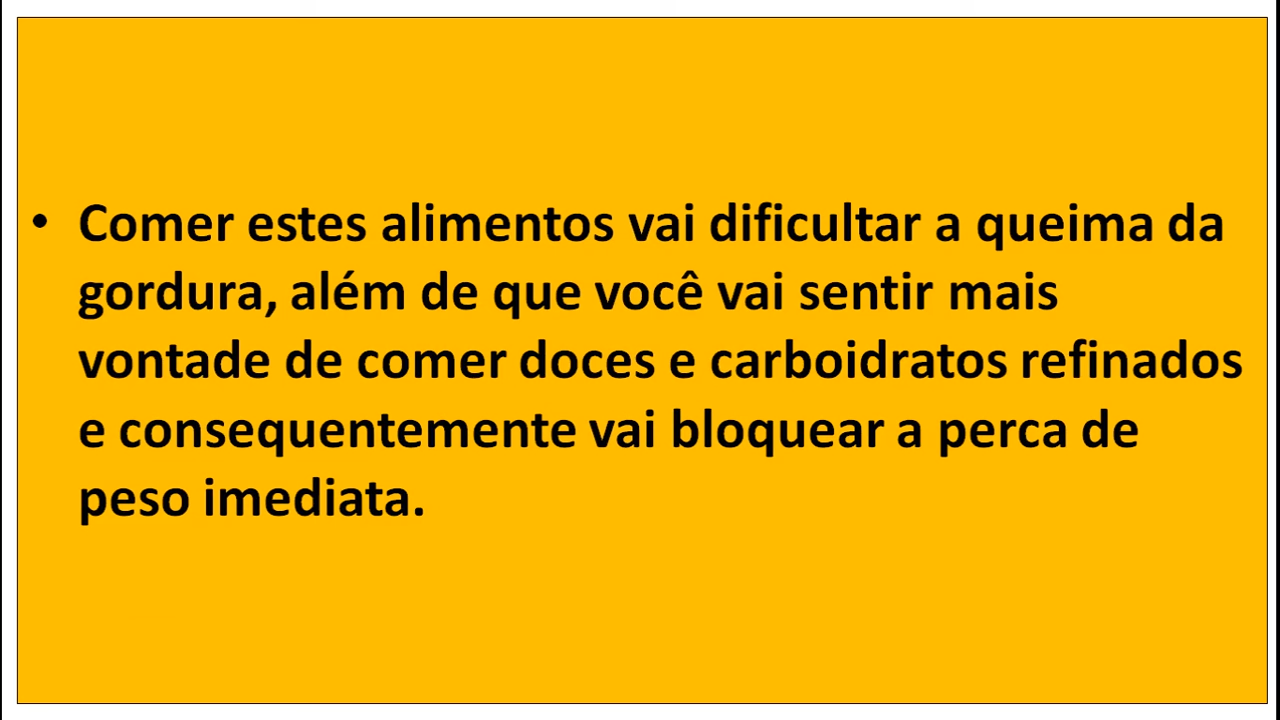 • Comer estes alimentos vai dificultar a queima da
gordura, além de que você vai sentir mais
vontade de comer doces e carboidratos refinados
e consequentemente vai bloquear a perca de
peso imediata.